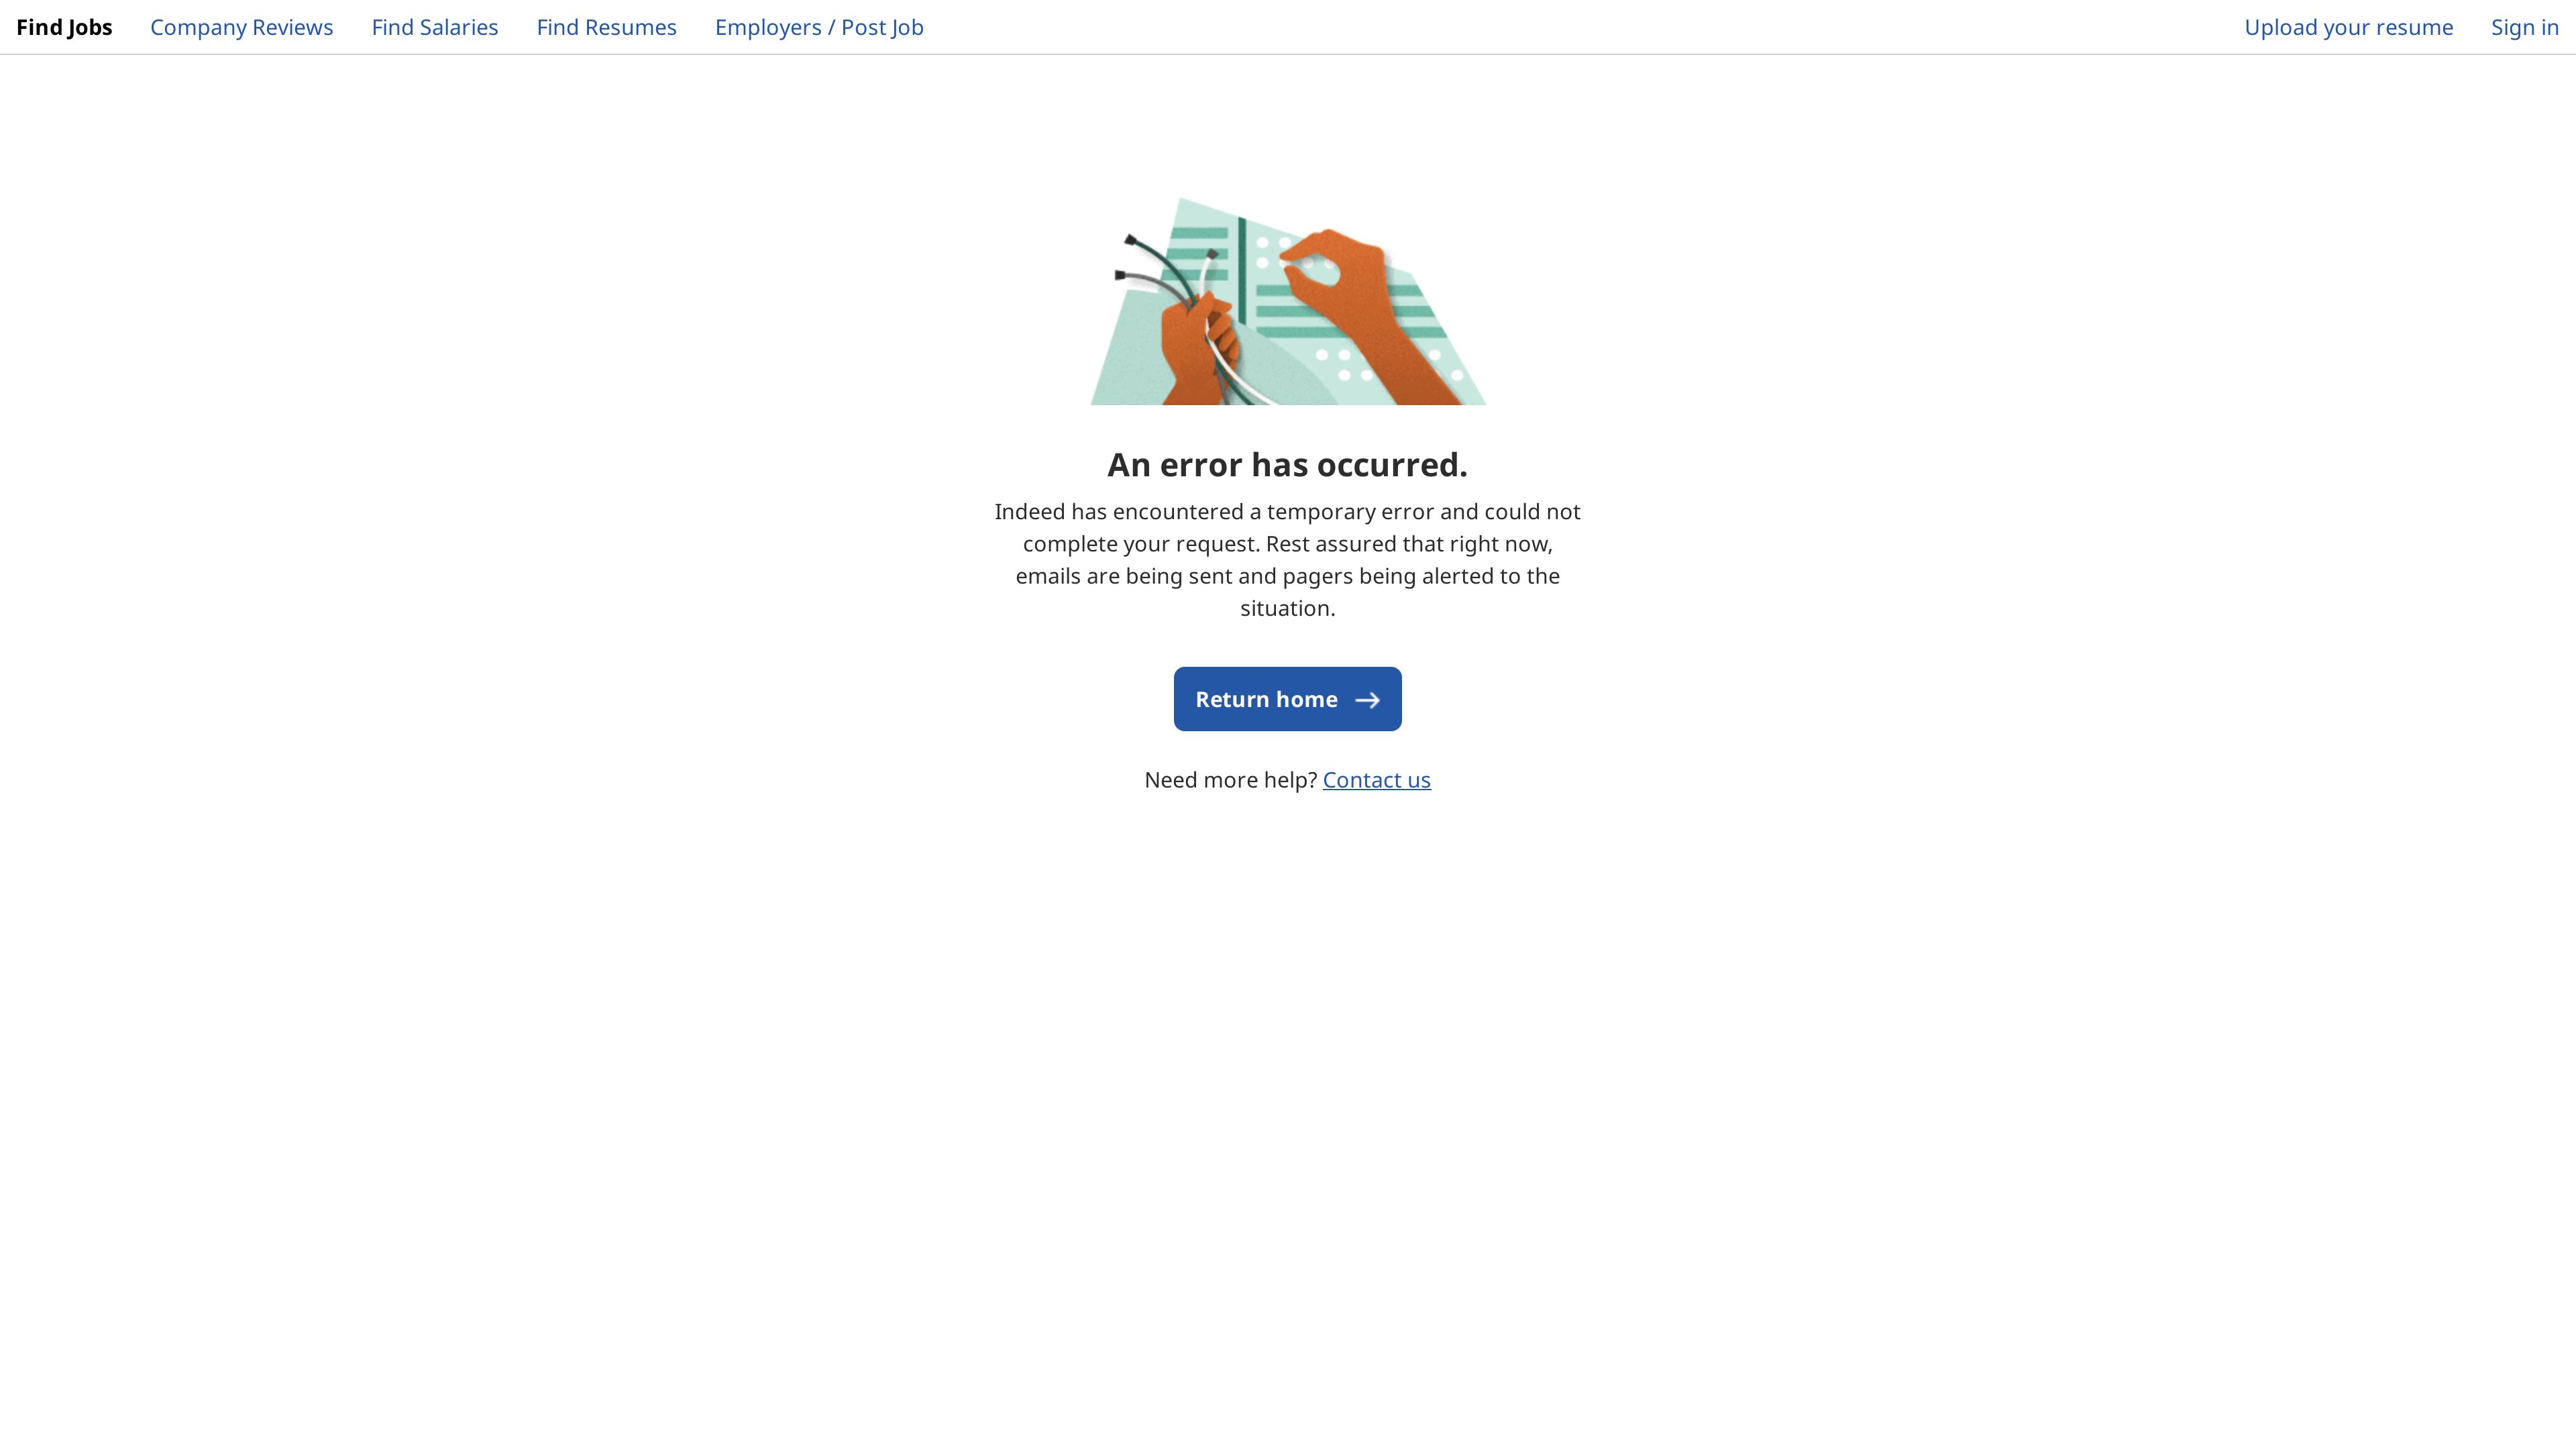 Find Jobs Company Reviews Find Salaries Find Resumes Employers / Post Job Upload your resume Sign in
An error has occurred.
Indeed has encountered a temporary error and could not
complete your request. Rest assured that right now,
emails are being sent and pagers being alerted to the
situation.
Return home
Need more help? Contact us